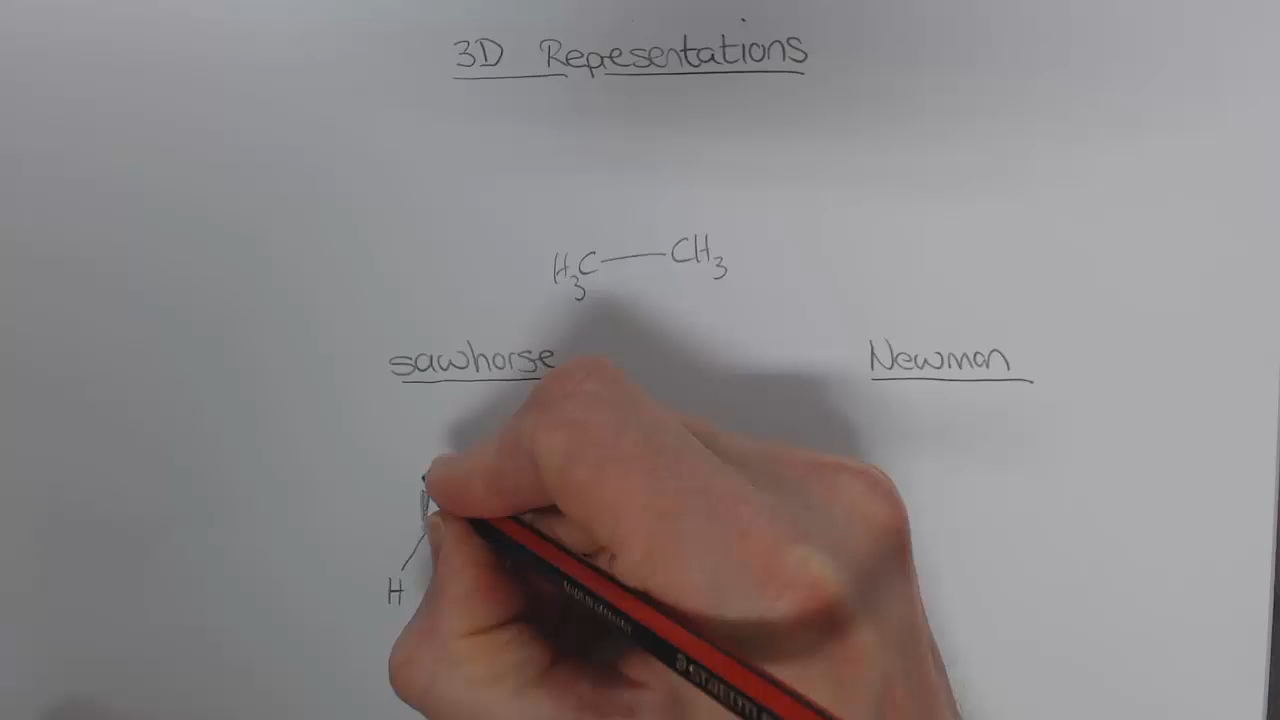 3D Representations
H₃C—CH₃
sawhorse Newman
H